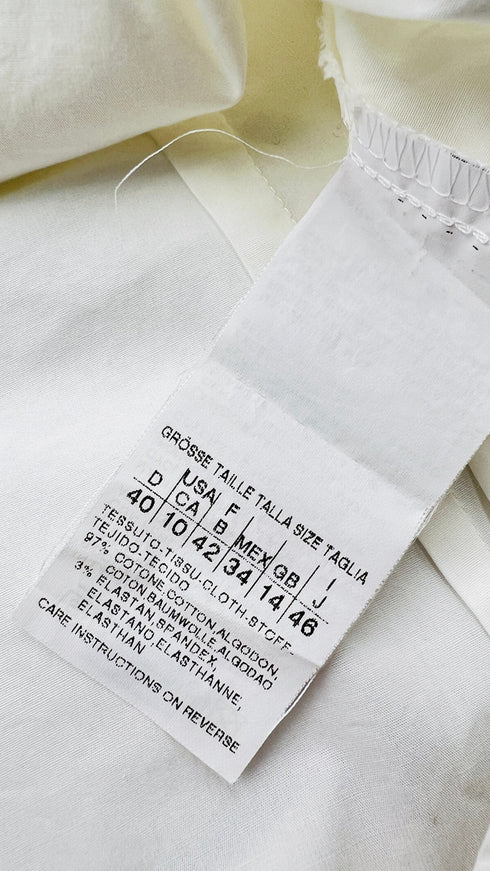 GRÖSSE TAILLE TALLA SIZE TAGLIA
D USA F MEX GB I
CA B J
40 10 42 34 14 46
TESSUTO-TISSU-CLOTH-STOFF-
TEJIDO-TECIDO
97% COTONE,COTTON,ALGODON,
COTON,BAUMWOLLE,ALGODAO
3% ELASTAN,SPANDEX,
ELASTANO,ELASTHANNE,
ELASTHAN
CARE INSTRUCTIONS ON REVERSE